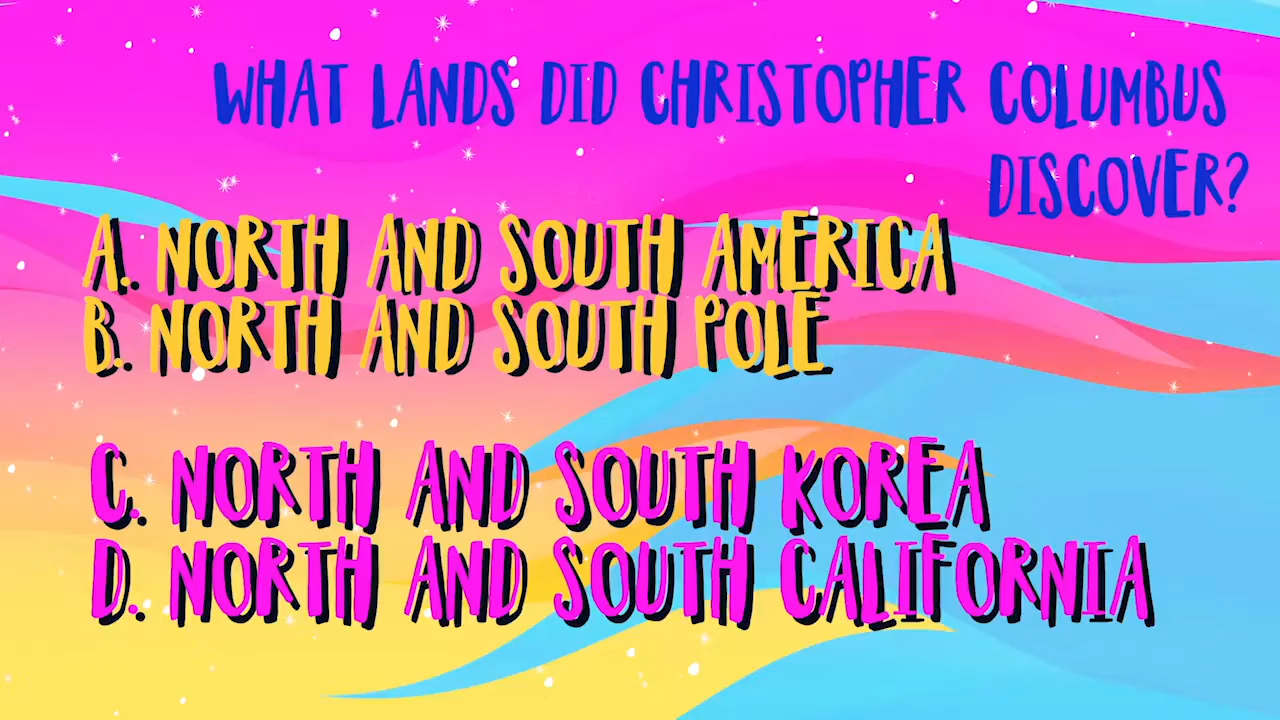 WHAT LANDS DID CHRISTOPHER COLUMBUS
DISCOVER?
A. NORTH AND SOUTH AMERICA
B. NORTH AND SOUTH POLE
C. NORTH AND SOUTH KOREA
D. NORTH AND SOUTH CALIFORNIA